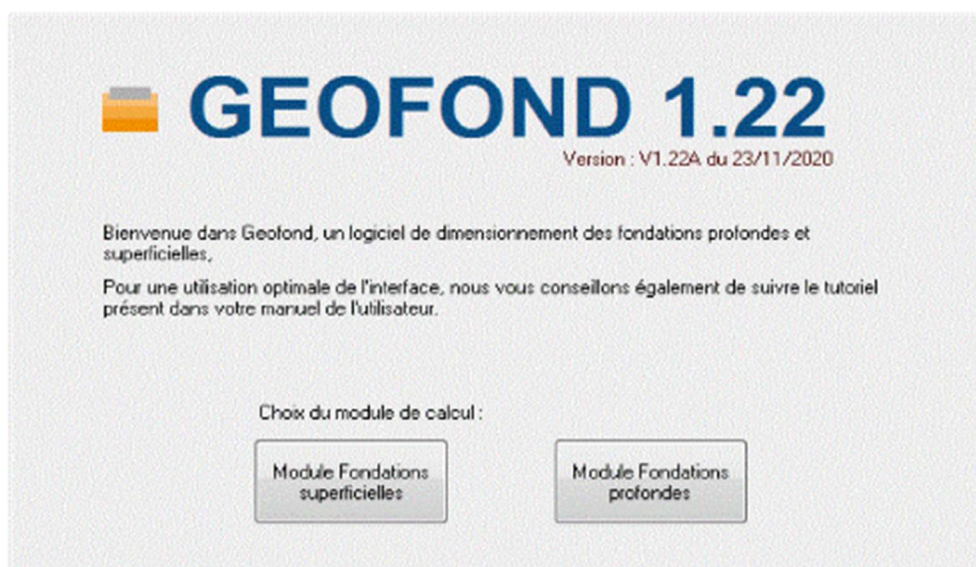 GEOFOND 1.22
Version : V1.22A du 23/11/2020
Bienvenue dans Geofond, un logiciel de dimensionnement des fondations profondes et
superficielles,
Pour une utilisation optimale de l'interface, nous vous conseillons également de suivre le tutoriel
présent dans votre manuel de l'utilisateur.
Choix du module de calcul :
Module Fondations
superficielles
Module Fondations
profondes